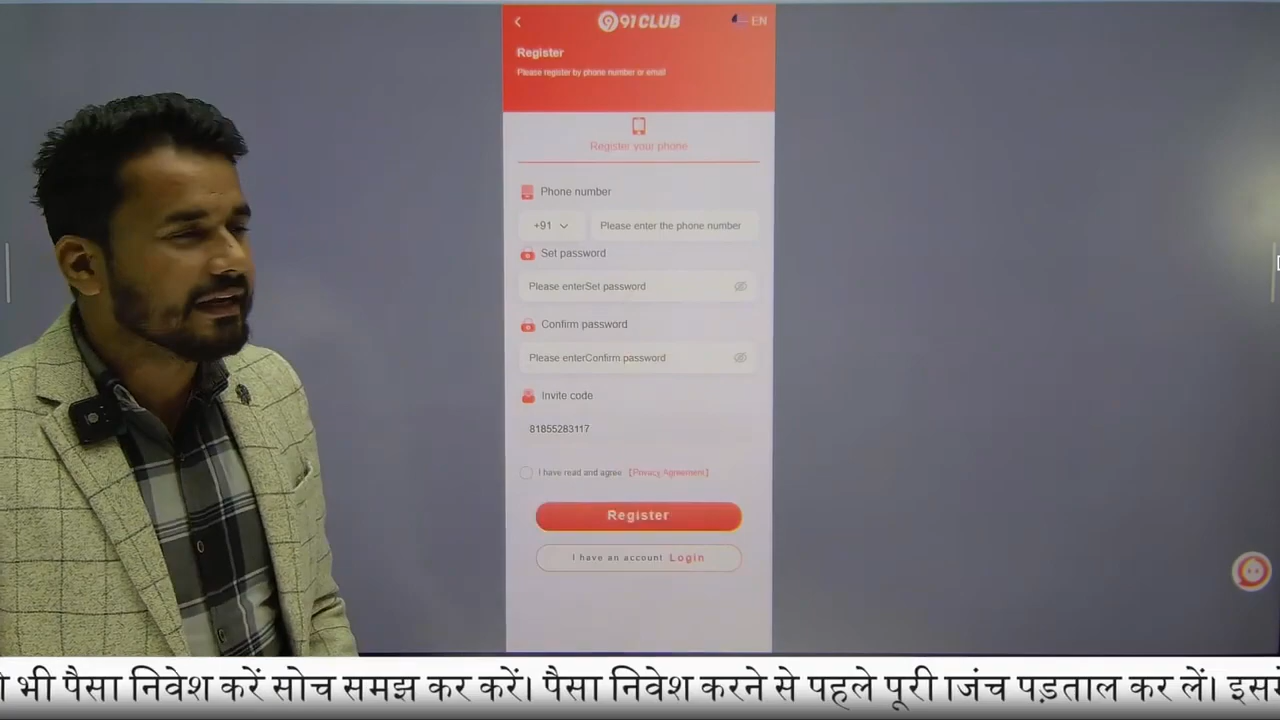 91 CLUB
EN
Register
Please register by phone number or email
Register your phone
Phone number
+91
Please enter the phone number
Set password
Please enterSet password
Confirm password
Please enterConfirm password
Invite code
81855283117
I have read and agree 【Privacy Agreement】
Register
I have an account Login
भी पैसा निवेश करें सोच समझ कर करें। पैसा निवेश करने से पहले पूरी जांच पड़ताल कर लें।